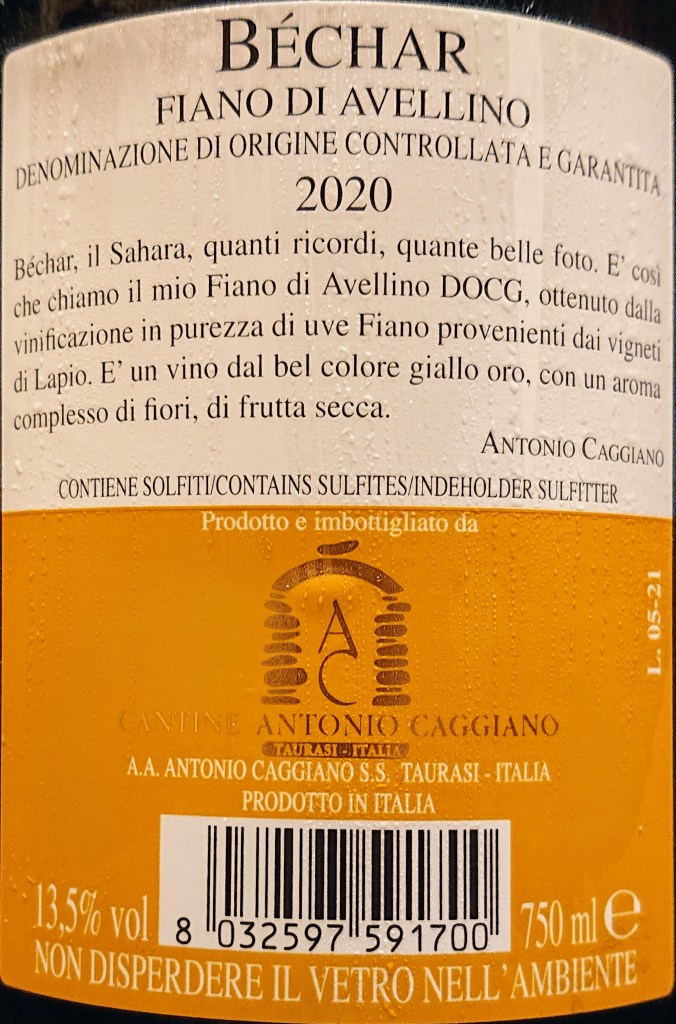 BÉCHAR
FIANO DI AVELLINO
DENOMINAZIONE DI ORIGINE CONTROLLATA E GARANTITA
2020
Béchar, il Sahara, quanti ricordi, quante belle foto. E' così
che chiamo il mio Fiano di Avellino DOCG, ottenuto dalla
vinificazione in purezza di uve Fiano provenienti dai vigneti
di Lapio. E' un vino dal bel colore giallo oro, con un aroma
complesso di fiori, di frutta secca.
ANTONIO CAGGIANO
CONTIENE SOLFITI/CONTAINS SULFITES/INDEHOLDER SULFITTER
Prodotto e imbottigliato da
AC
CANTINE ANTONIO CAGGIANO
TAURASI - ITALIA
A.A. ANTONIO CAGGIANO S.S. TAURASI - ITALIA
PRODOTTO IN ITALIA
L. 05-21
13,5% vol
8 032597 591700
750 ml e
NON DISPERDERE IL VETRO NELL'AMBIENTE